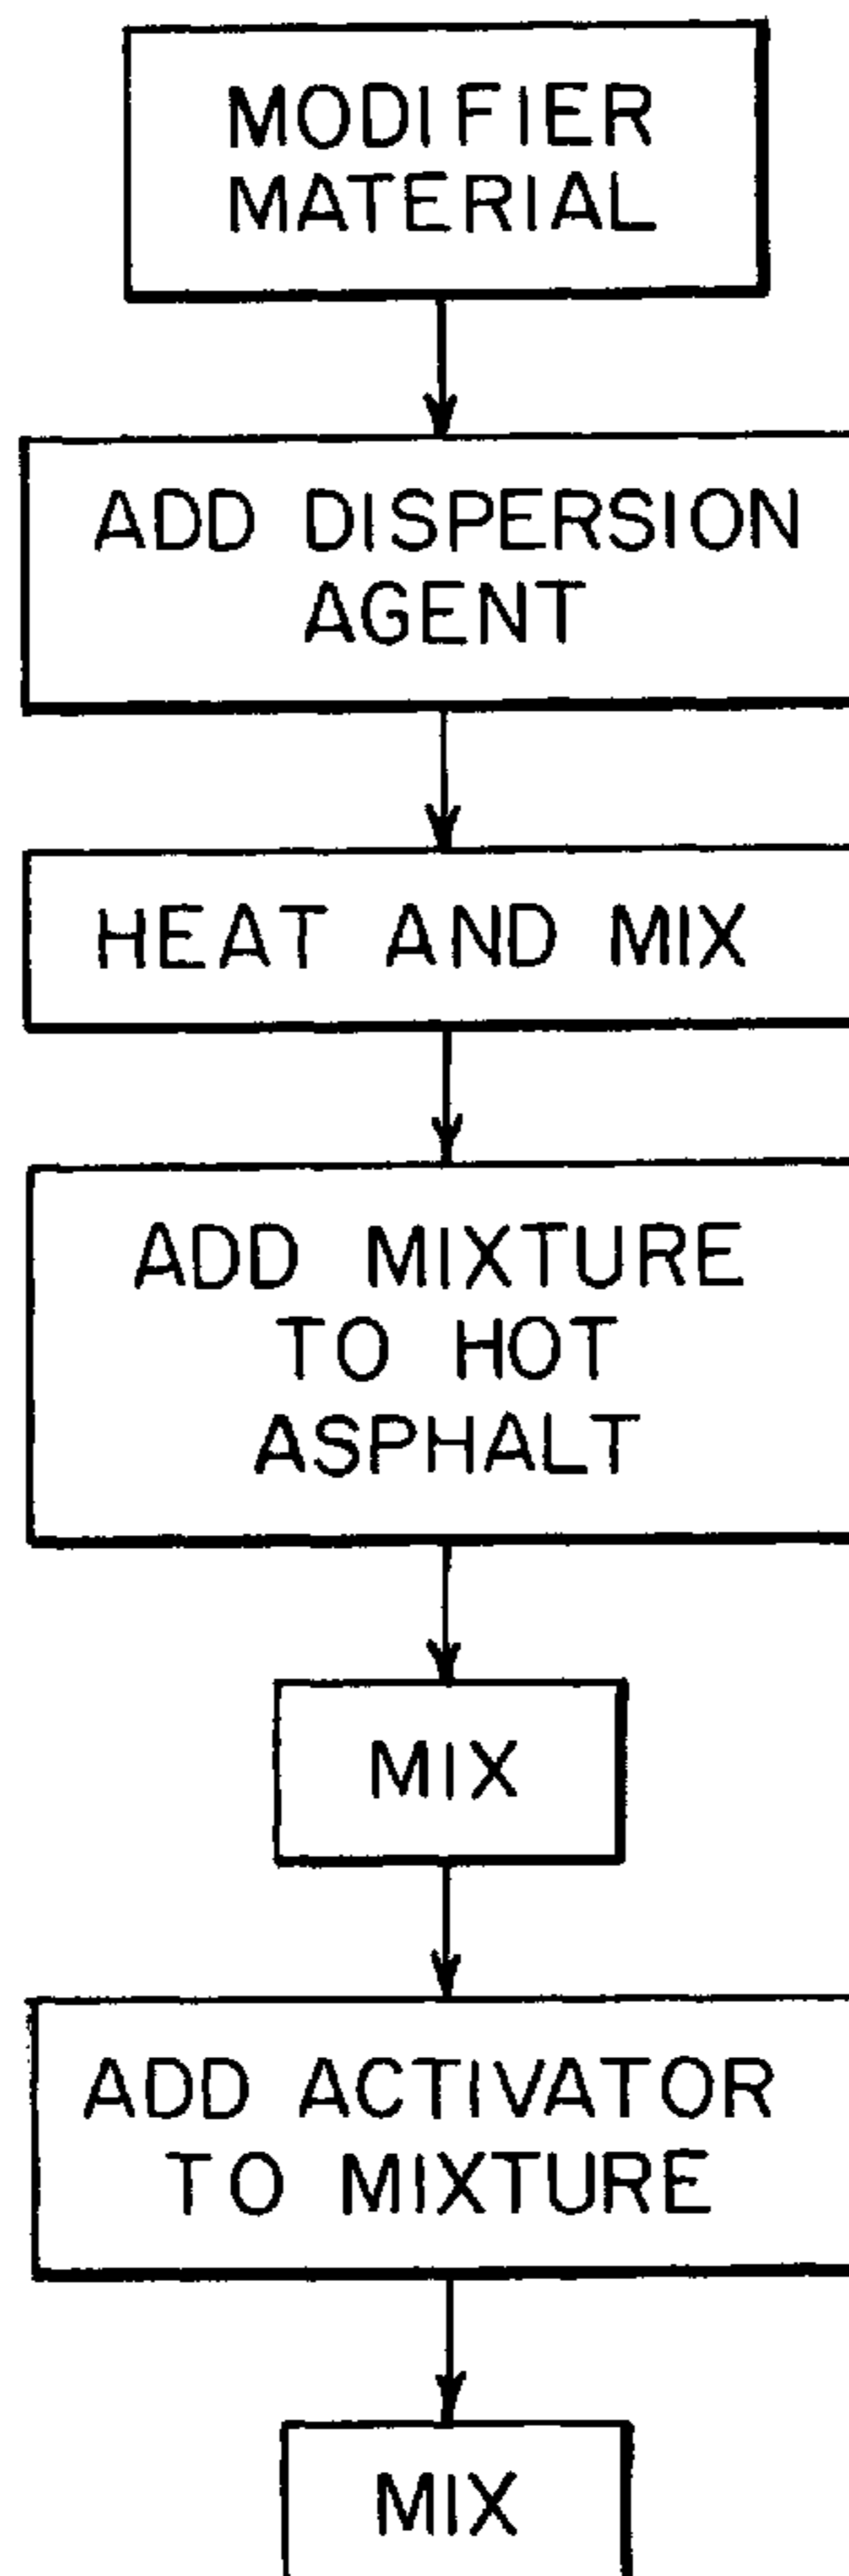 MODIFIER
MATERIAL
ADD DISPERSION
AGENT
HEAT AND MIX
ADD MIXTURE
TO HOT
ASPHALT
MIX
ADD ACTIVATOR
TO MIXTURE
MIX